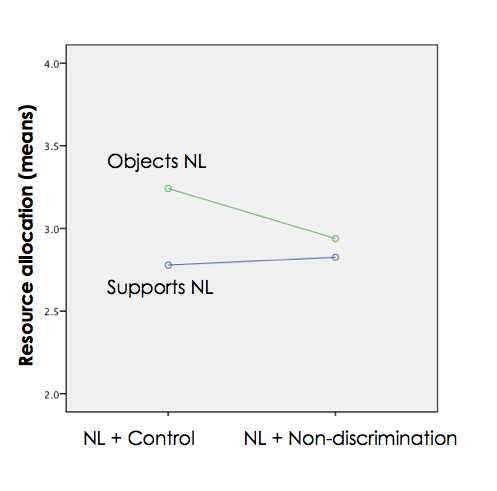 Resource allocation (means)
4.0
3.5
3.0
2.5
2.0
Objects NL
Supports NL
NL + Control
NL + Non-discrimination